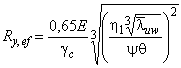 R_{y,ef} = \frac{0,65E}{\gamma_c} \sqrt[3]{\left(\frac{\eta_1 \sqrt[3]{\overline{\lambda}_{uw}}}{\psi\theta}\right)^2}